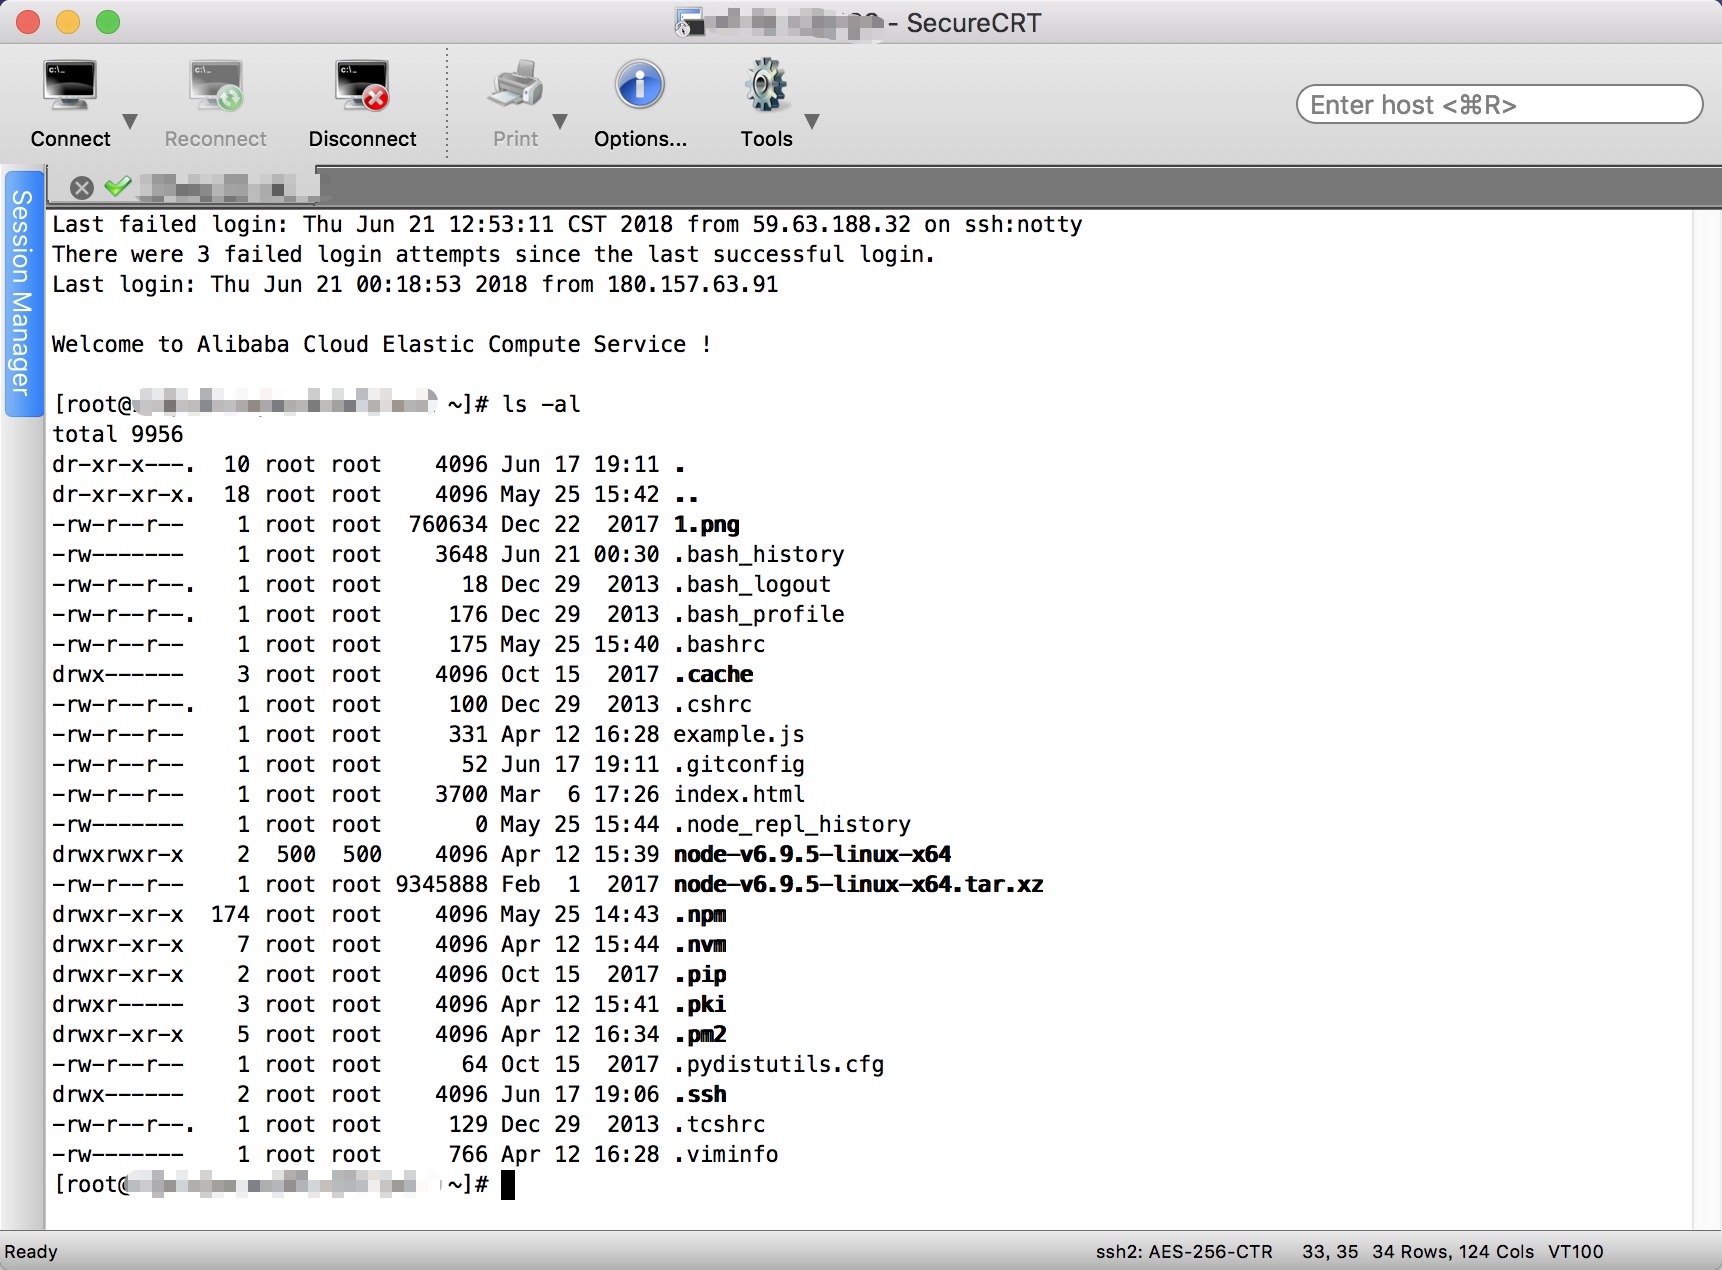 - SecureCRT
Connect
Reconnect
Disconnect
Print
Options...
Tools
Enter host <⌘R>
Session Manager
Last failed login: Thu Jun 21 12:53:11 CST 2018 from 59.63.188.32 on ssh:notty
There were 3 failed login attempts since the last successful login.
Last login: Thu Jun 21 00:18:53 2018 from 180.157.63.91
Welcome to Alibaba Cloud Elastic Compute Service !
[root@ ~]# ls -al
total 9956
dr-xr-x---.  10 root root    4096 Jun 17 19:11 .
dr-xr-xr-x.  18 root root    4096 May 25 15:42 ..
-rw-r--r--    1 root root  760634 Dec 22  2017 1.png
-rw-------    1 root root    3648 Jun 21 00:30 .bash_history
-rw-r--r--.   1 root root      18 Dec 29  2013 .bash_logout
-rw-r--r--.   1 root root     176 Dec 29  2013 .bash_profile
-rw-r--r--    1 root root     175 May 25 15:40 .bashrc
drwx------    3 root root    4096 Oct 15  2017 .cache
-rw-r--r--.   1 root root     100 Dec 29  2013 .cshrc
-rw-r--r--    1 root root     331 Apr 12 16:28 example.js
-rw-r--r--    1 root root      52 Jun 17 19:11 .gitconfig
-rw-r--r--    1 root root    3700 Mar  6 17:26 index.html
-rw-------    1 root root       0 May 25 15:44 .node_repl_history
drwxrwxr-x    2  500  500    4096 Apr 12 15:39 node-v6.9.5-linux-x64
-rw-r--r--    1 root root 9345888 Feb  1  2017 node-v6.9.5-linux-x64.tar.xz
drwxr-xr-x  174 root root    4096 May 25 14:43 .npm
drwxr-xr-x    7 root root    4096 Apr 12 15:44 .nvm
drwxr-xr-x    2 root root    4096 Oct 15  2017 .pip
drwxr-----    3 root root    4096 Apr 12 15:41 .pki
drwxr-xr-x    5 root root    4096 Apr 12 16:34 .pm2
-rw-r--r--    1 root root      64 Oct 15  2017 .pydistutils.cfg
drwx------    2 root root    4096 Jun 17 19:06 .ssh
-rw-r--r--.   1 root root     129 Dec 29  2013 .tcshrc
-rw-------    1 root root     766 Apr 12 16:28 .viminfo
[root@ ~]#
Ready
ssh2: AES-256-CTR
33, 35
34 Rows, 124 Cols
VT100